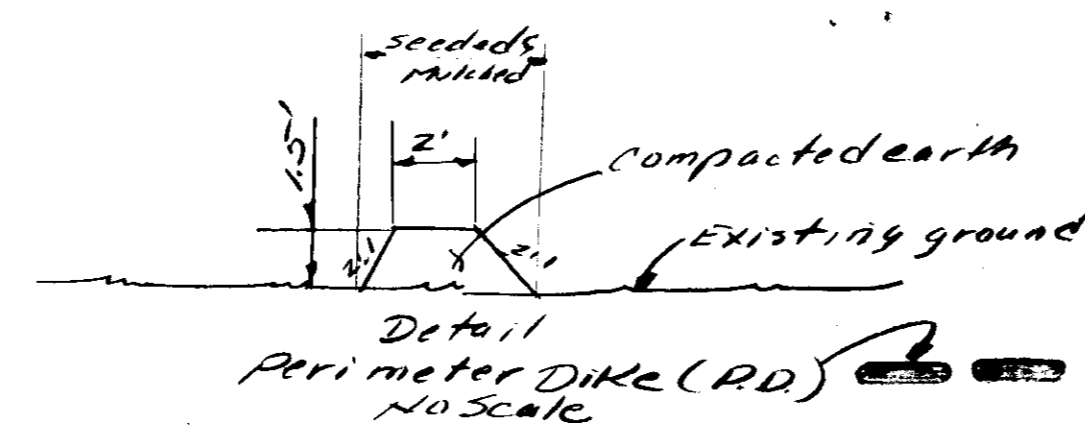 seeded &
Mulched
1.5'
2'
Compacted earth
2:1
2:1
Existing ground
Detail
Perimeter Dike (P.D.)
No Scale